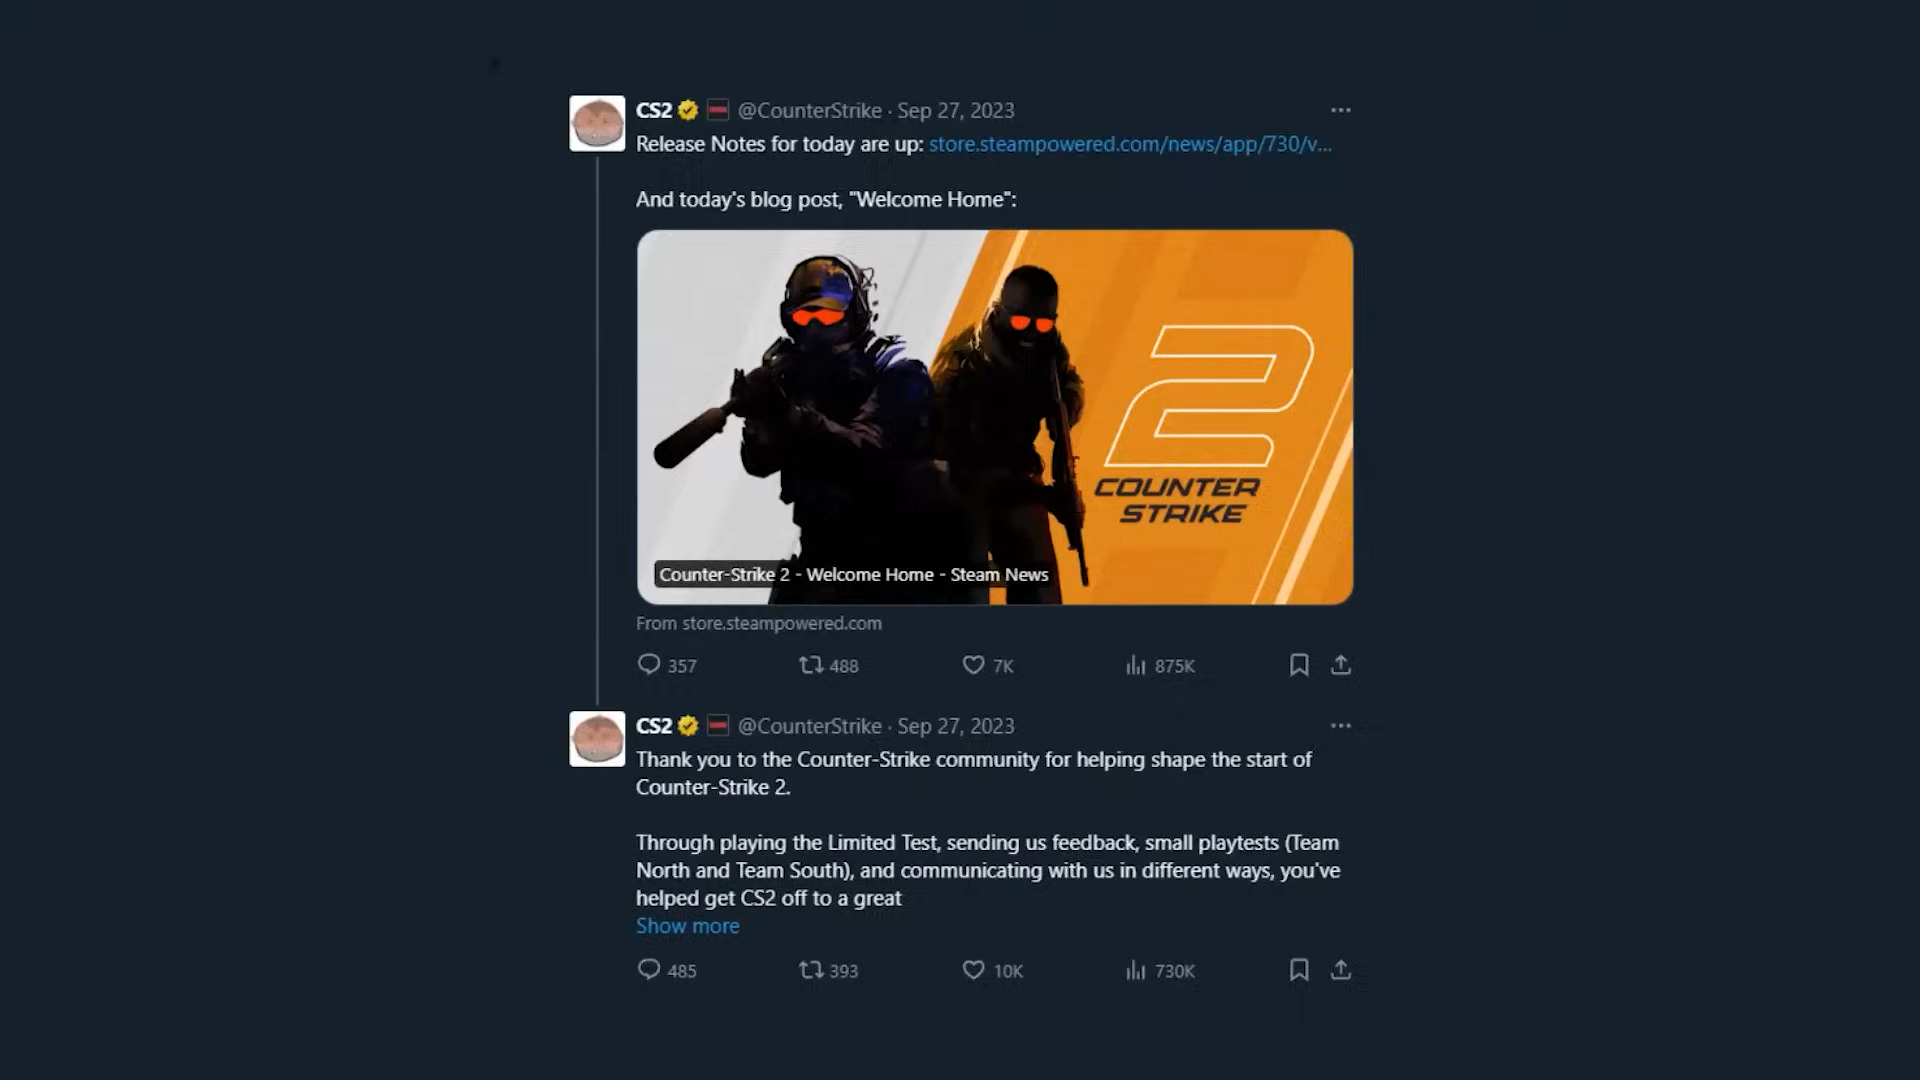 CS2 @CounterStrike · Sep 27, 2023
Release Notes for today are up: store.steampowered.com/news/app/730/v...
And today's blog post, "Welcome Home":
2
COUNTER
STRIKE
Counter-Strike 2 - Welcome Home - Steam News
From store.steampowered.com
357 488 7K 875K
CS2 @CounterStrike · Sep 27, 2023
Thank you to the Counter-Strike community for helping shape the start of
Counter-Strike 2.
Through playing the Limited Test, sending us feedback, small playtests (Team
North and Team South), and communicating with us in different ways, you've
helped get CS2 off to a great
Show more
485 393 10K 730K